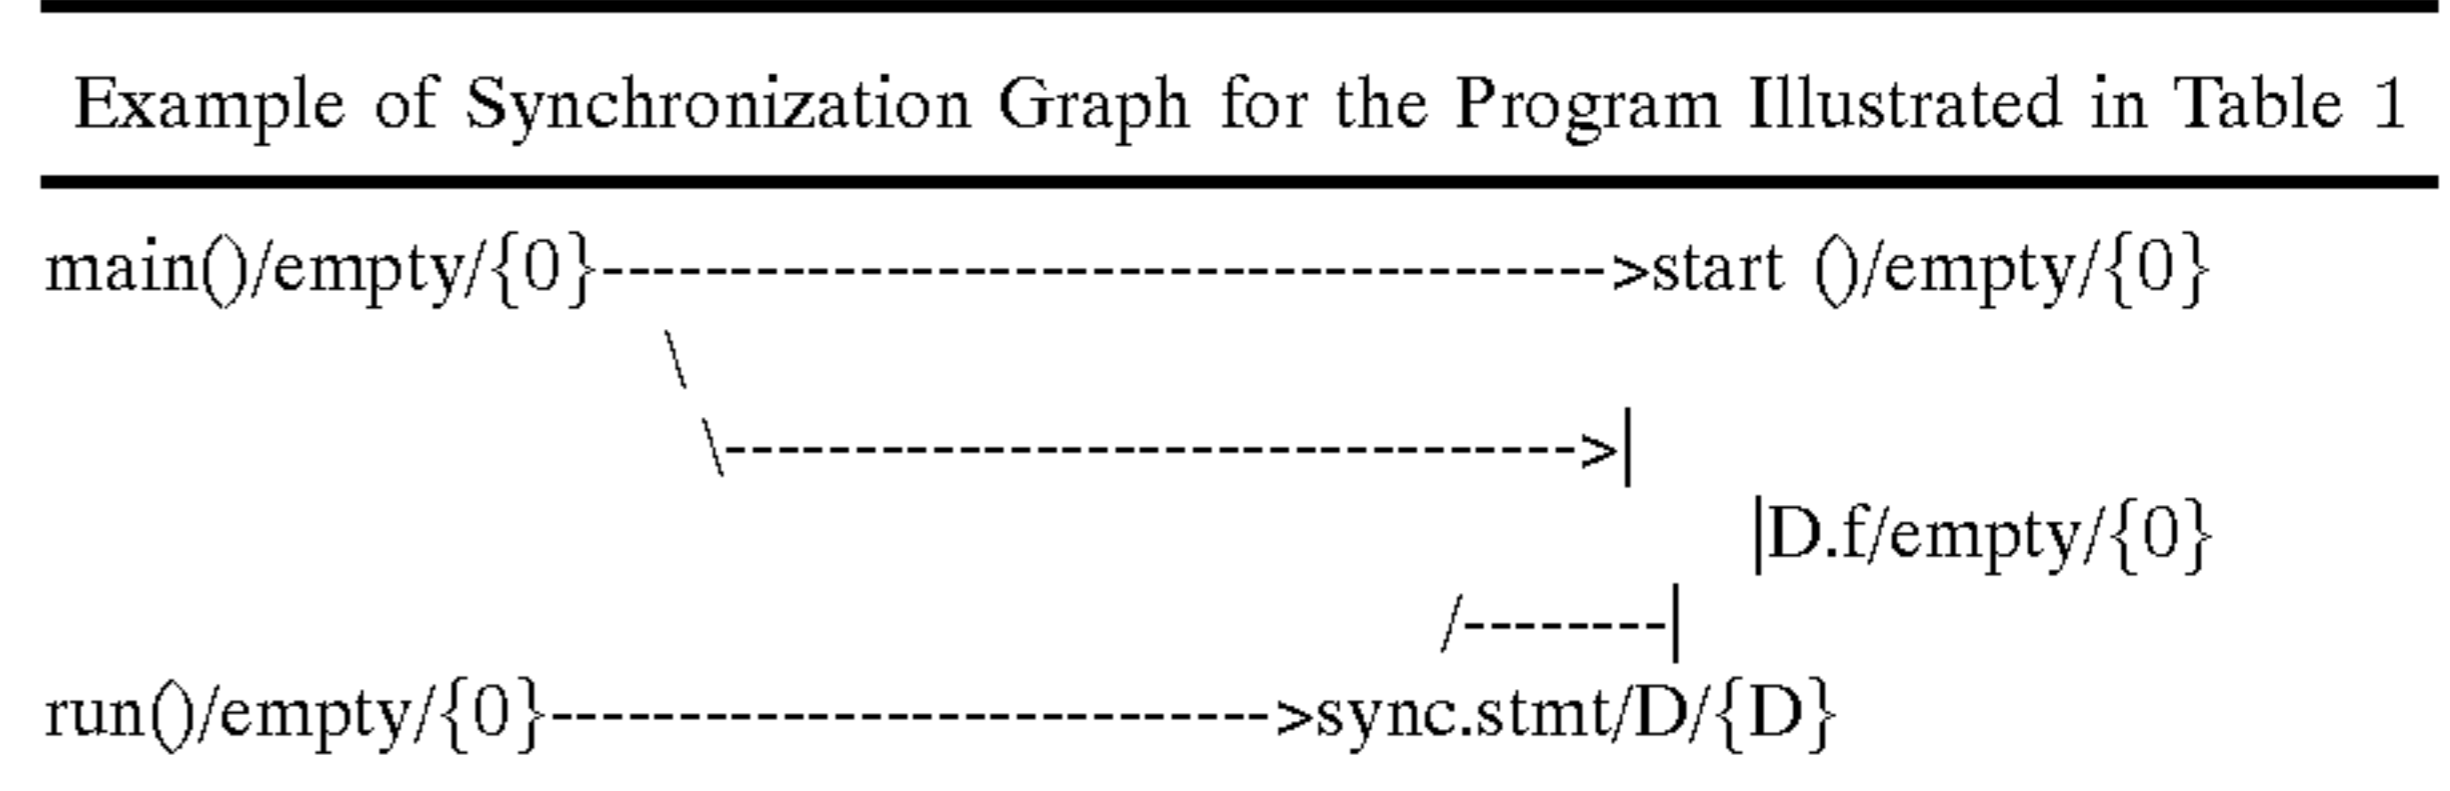 Example of Synchronization Graph for the Program Illustrated in Table 1
main()/empty/{0}--------------------------------------->start ()/empty/{0}
\
\--------------------------------->|
|D.f/empty/{0}
/--------|
run()/empty/{0}---------------------------->sync.stmt/D/{D}